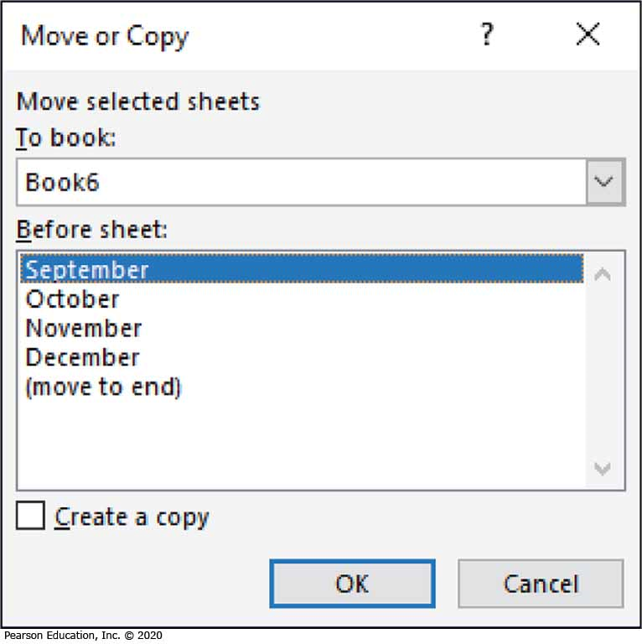 Move or Copy ?
Move selected sheets
To book:
Book6
Before sheet:
September
October
November
December
(move to end)
Create a copy
OK Cancel
Pearson Education, Inc. © 2020